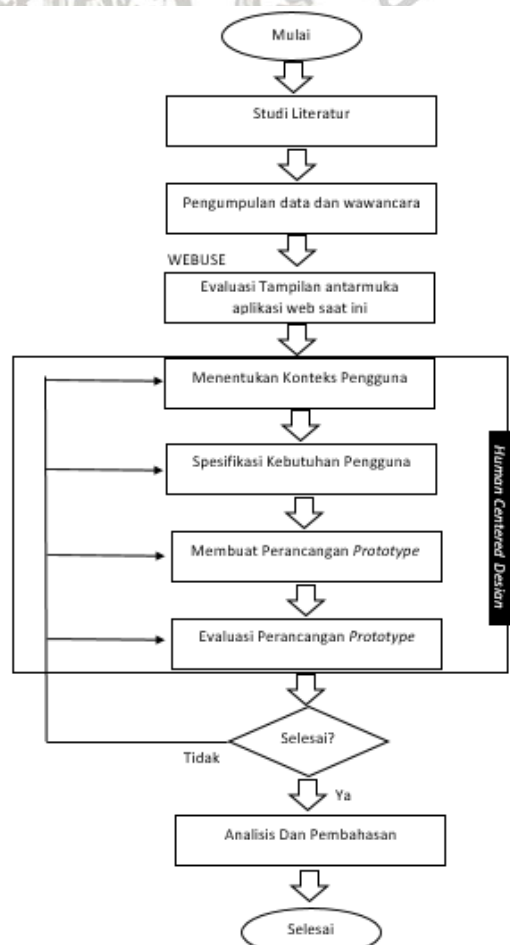 Mulai
Studi Literatur
Pengumpulan data dan wawancara
WEBUSE
Evaluasi Tampilan antarmuka
aplikasi web saat ini
Menentukan Konteks Pengguna
Spesifikasi Kebutuhan Pengguna
Membuat Perancangan Prototype
Evaluasi Perancangan Prototype
Human Centered Desian
Selesai?
Tidak
Ya
Analisis Dan Pembahasan
Selesai